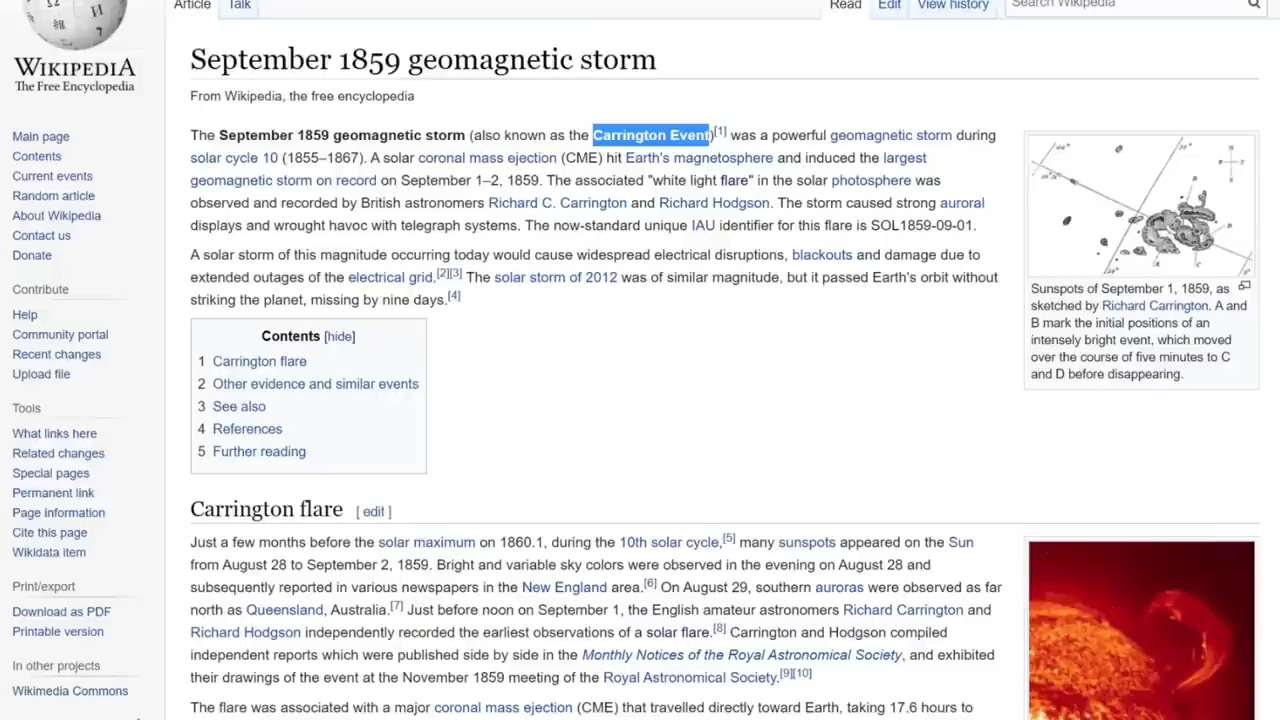 Article Talk Read Edit View history Search Wikipedia
WIKIPEDIA
The Free Encyclopedia
Main page
Contents
Current events
Random article
About Wikipedia
Contact us
Donate
Contribute
Help
Community portal
Recent changes
Upload file
Tools
What links here
Related changes
Special pages
Permanent link
Page information
Cite this page
Wikidata item
Print/export
Download as PDF
Printable version
In other projects
Wikimedia Commons
September 1859 geomagnetic storm
From Wikipedia, the free encyclopedia
The September 1859 geomagnetic storm (also known as the Carrington Event)[1] was a powerful geomagnetic storm during
solar cycle 10 (1855–1867). A solar coronal mass ejection (CME) hit Earth's magnetosphere and induced the largest
geomagnetic storm on record on September 1–2, 1859. The associated "white light flare" in the solar photosphere was
observed and recorded by British astronomers Richard C. Carrington and Richard Hodgson. The storm caused strong auroral
displays and wrought havoc with telegraph systems. The now-standard unique IAU identifier for this flare is SOL1859-09-01.
A solar storm of this magnitude occurring today would cause widespread electrical disruptions, blackouts and damage due to
extended outages of the electrical grid.[2][3] The solar storm of 2012 was of similar magnitude, but it passed Earth's orbit without
striking the planet, missing by nine days.[4]
Sunspots of September 1, 1859, as
sketched by Richard Carrington. A and
B mark the initial positions of an
intensely bright event, which moved
over the course of five minutes to C
and D before disappearing.
Contents [hide]
1 Carrington flare
2 Other evidence and similar events
3 See also
4 References
5 Further reading
Carrington flare [ edit ]
Just a few months before the solar maximum on 1860.1, during the 10th solar cycle,[5] many sunspots appeared on the Sun
from August 28 to September 2, 1859. Bright and variable sky colors were observed in the evening on August 28 and
subsequently reported in various newspapers in the New England area.[6] On August 29, southern auroras were observed as far
north as Queensland, Australia.[7] Just before noon on September 1, the English amateur astronomers Richard Carrington and
Richard Hodgson independently recorded the earliest observations of a solar flare.[8] Carrington and Hodgson compiled
independent reports which were published side by side in the Monthly Notices of the Royal Astronomical Society, and exhibited
their drawings of the event at the November 1859 meeting of the Royal Astronomical Society.[9][10]
The flare was associated with a major coronal mass ejection (CME) that travelled directly toward Earth, taking 17.6 hours to